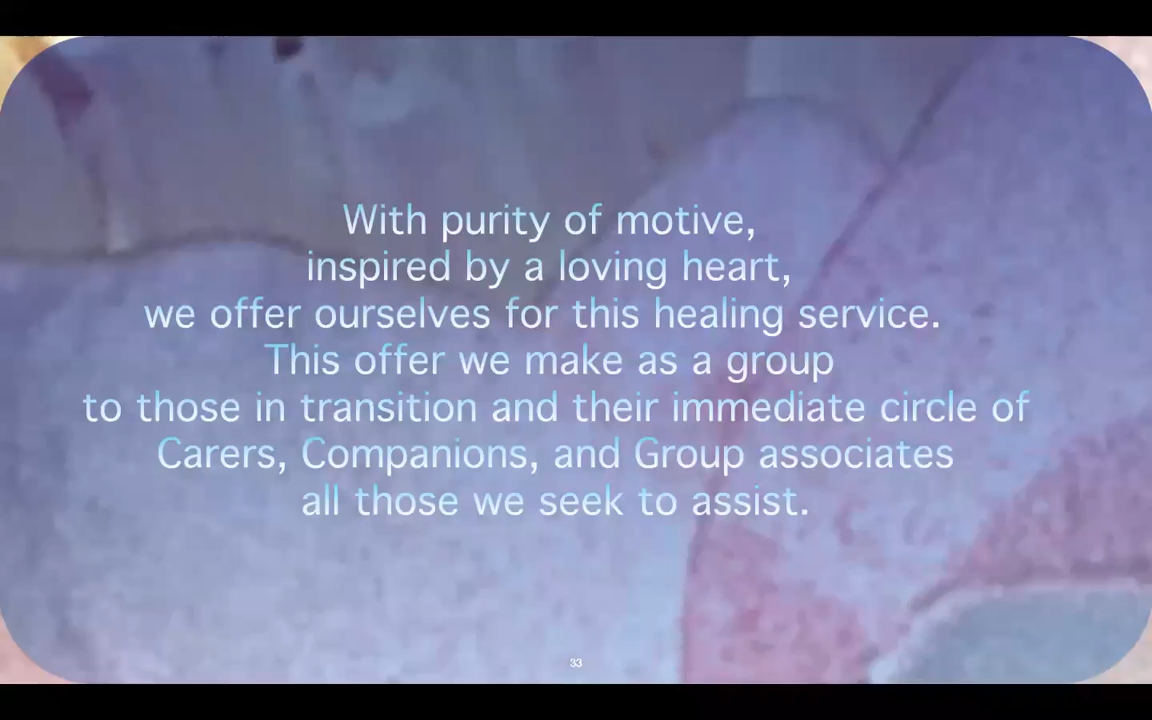 With purity of motive,
inspired by a loving heart,
we offer ourselves for this healing service.
This offer we make as a group
to those in transition and their immediate circle of
Carers, Companions, and Group associates
all those we seek to assist.
33